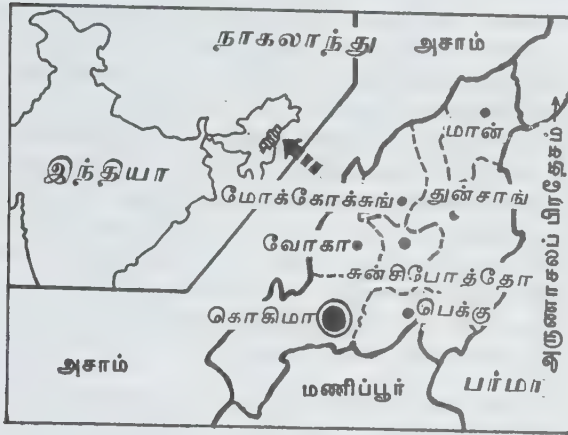 நாகலாந்து
அசாம்
மான்
இந்தியா
மோக்கோக்சுங்
துன்சாங்
வோகா
சுன்சிபோத்தோ
கொகிமா
பெக்கு
அசாம்
மணிப்பூர்
பர்மா
அருணாசலப் பிரதேசம்